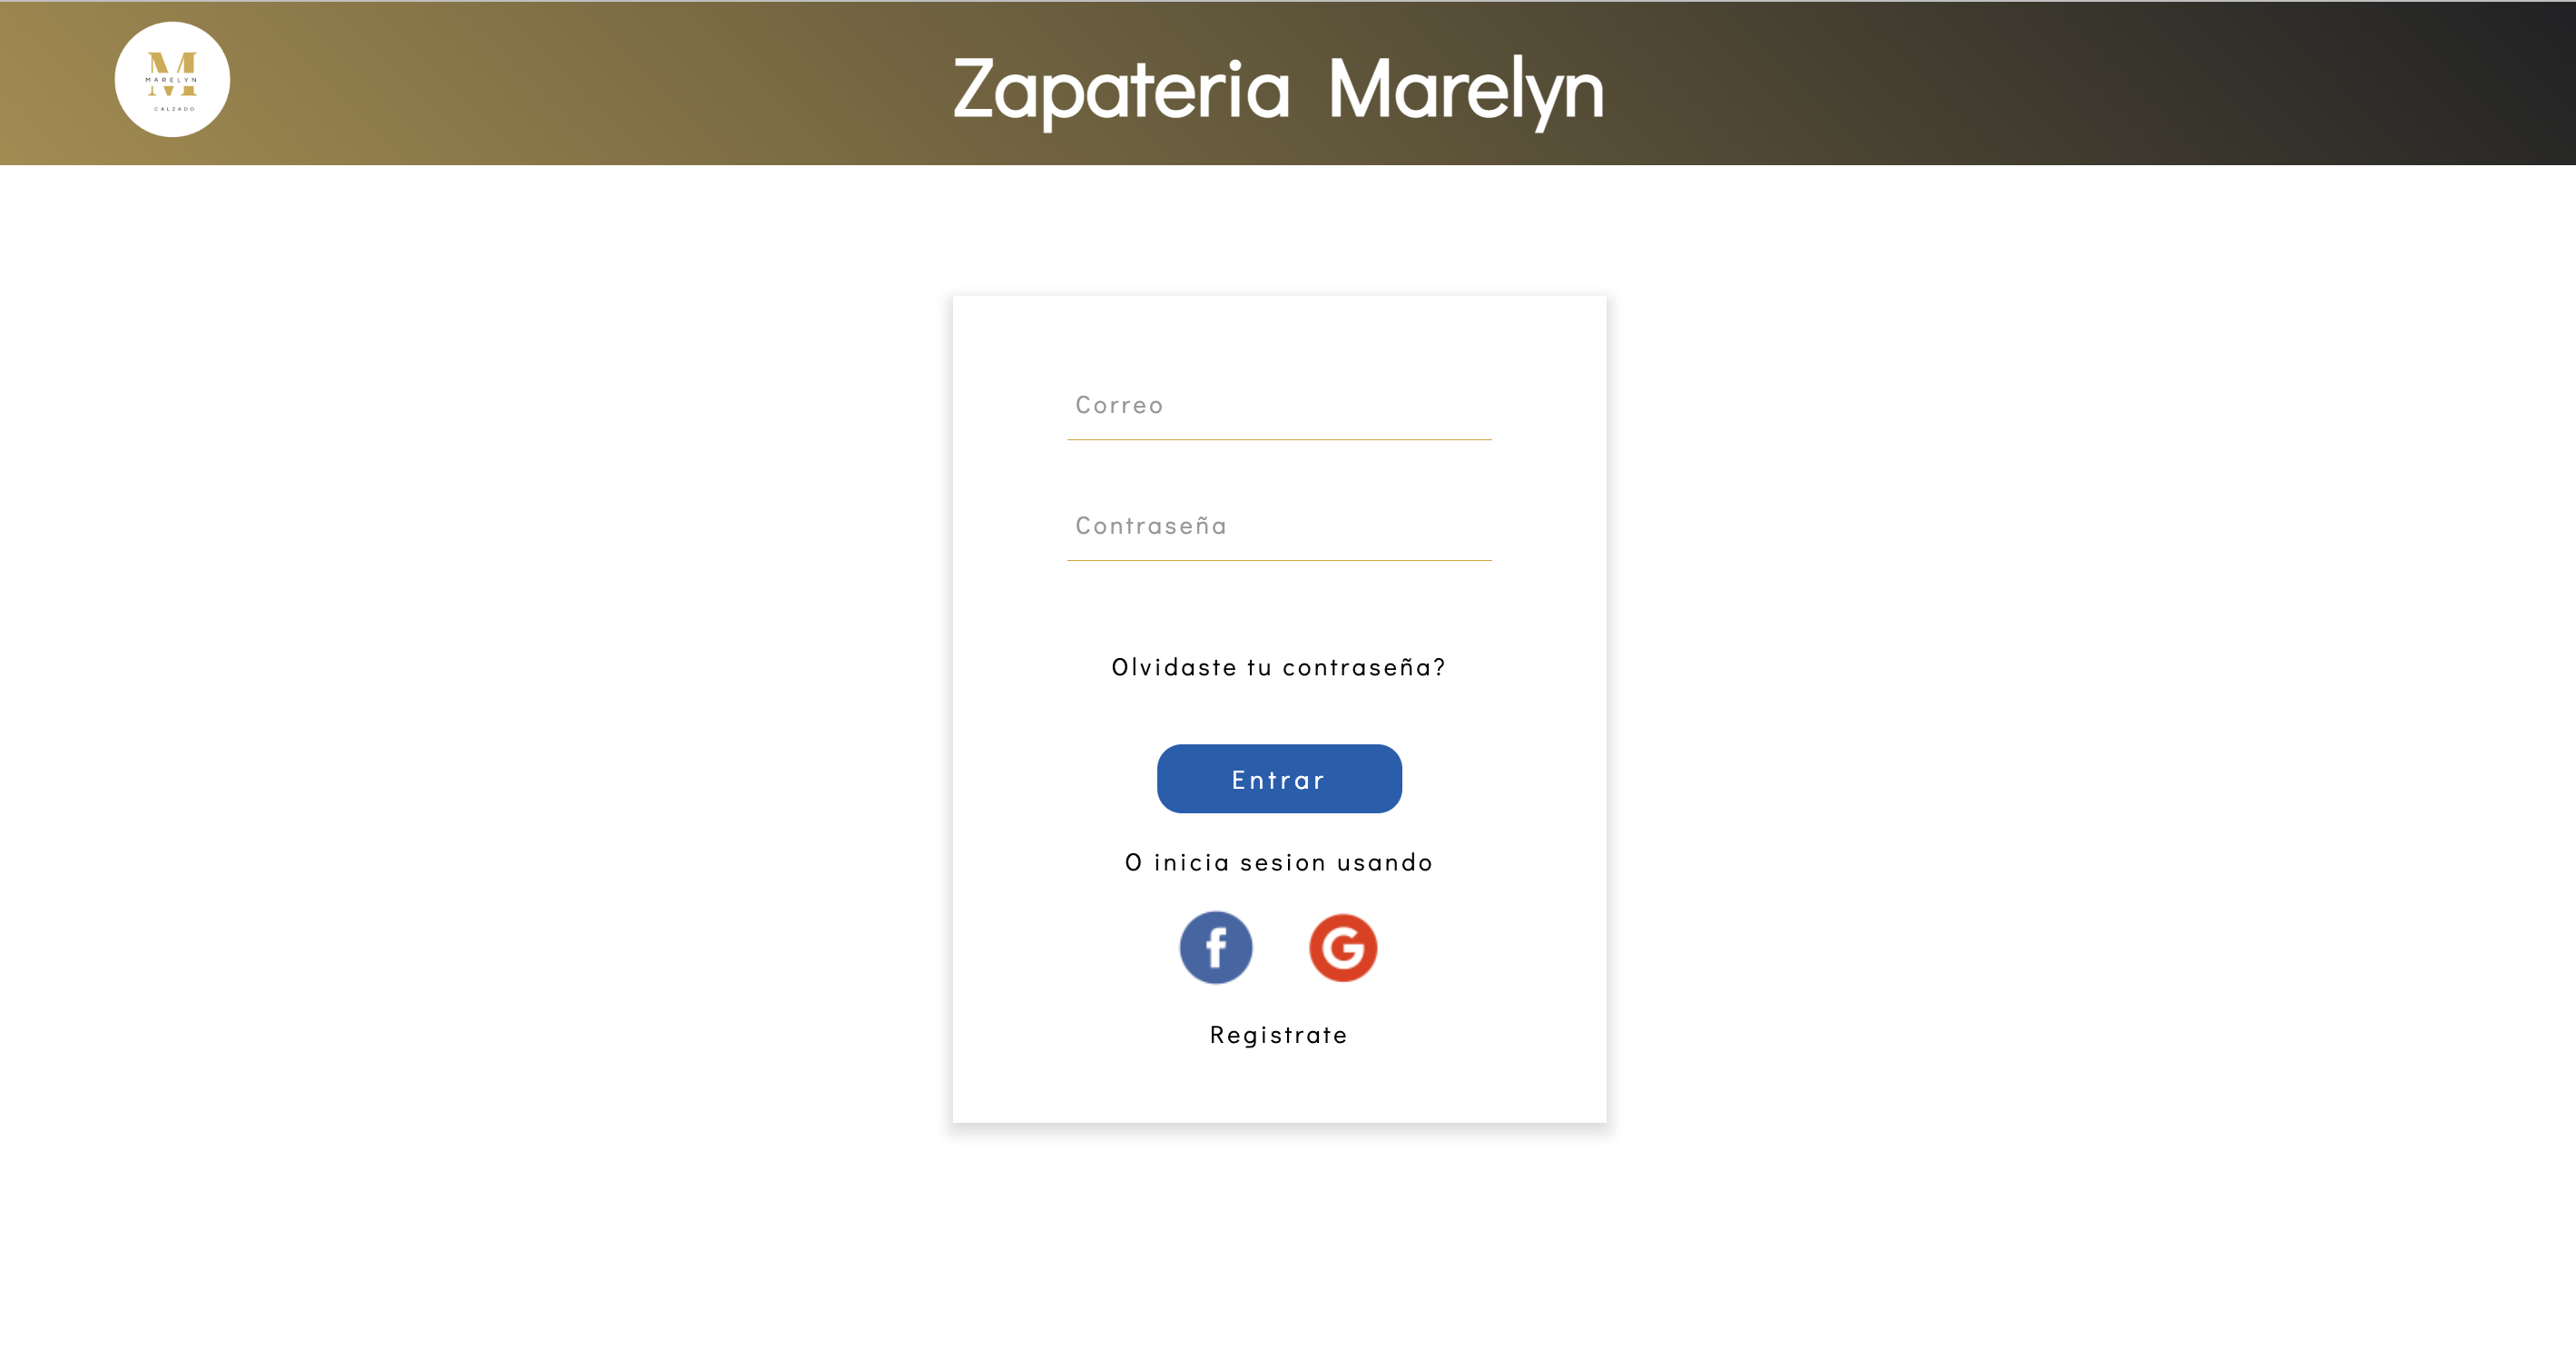 M
MARELYN
CALZADO
Zapateria Marelyn
Correo
Contraseña
Olvidaste tu contraseña?
Entrar
O inicia sesion usando
f G
Registrate